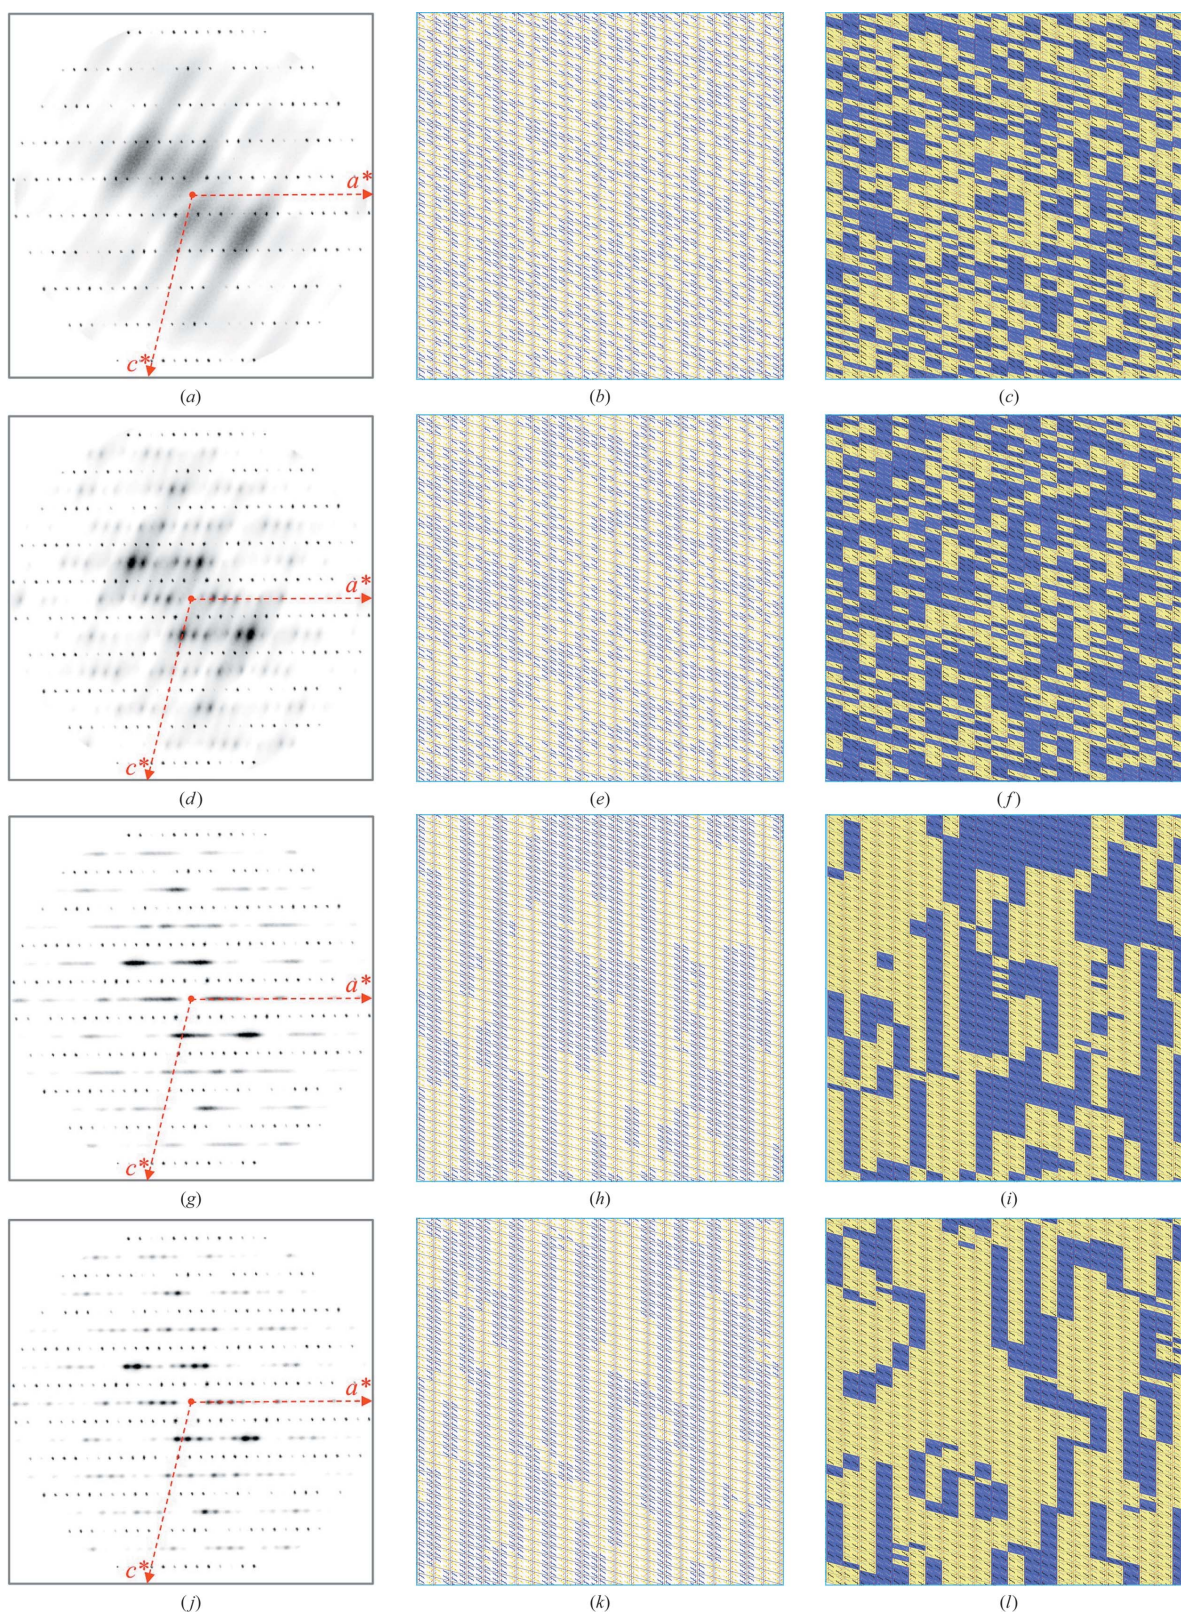 a*
c*
(a) (b) (c)
a*
c*
(d) (e) (f)
a*
c*
(g) (h) (i)
a*
c*
(j) (k) (l)